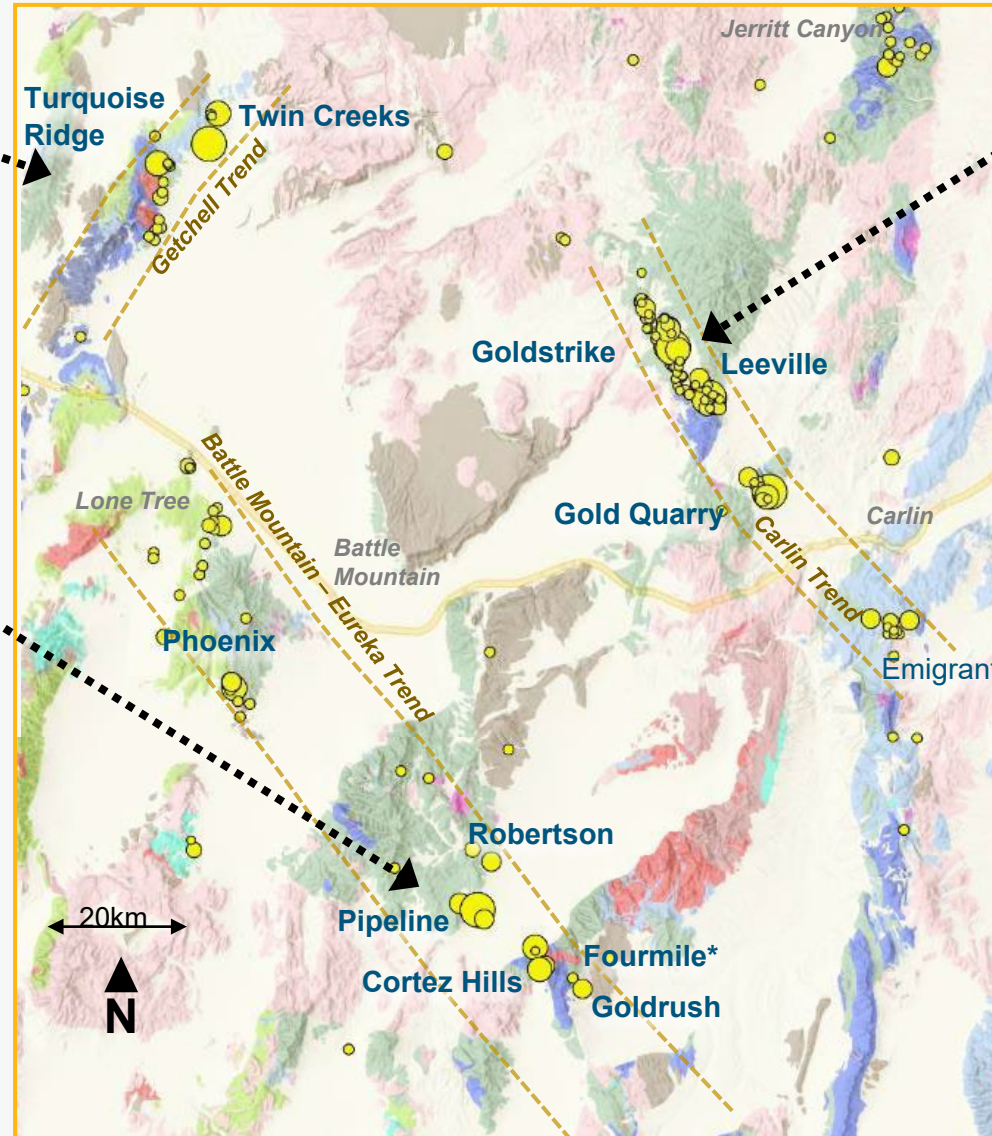 Jerritt Canyon
Turquoise
Ridge
Twin Creeks
Getchell Trend
Goldstrike
Leeville
Battle Mountain – Eureka Trend
Lone Tree
Gold Quarry
Carlin
Carlin Trend
Battle
Mountain
Phoenix
Emigrant
Robertson
Pipeline
20km
Fourmile*
Cortez Hills
Goldrush
N